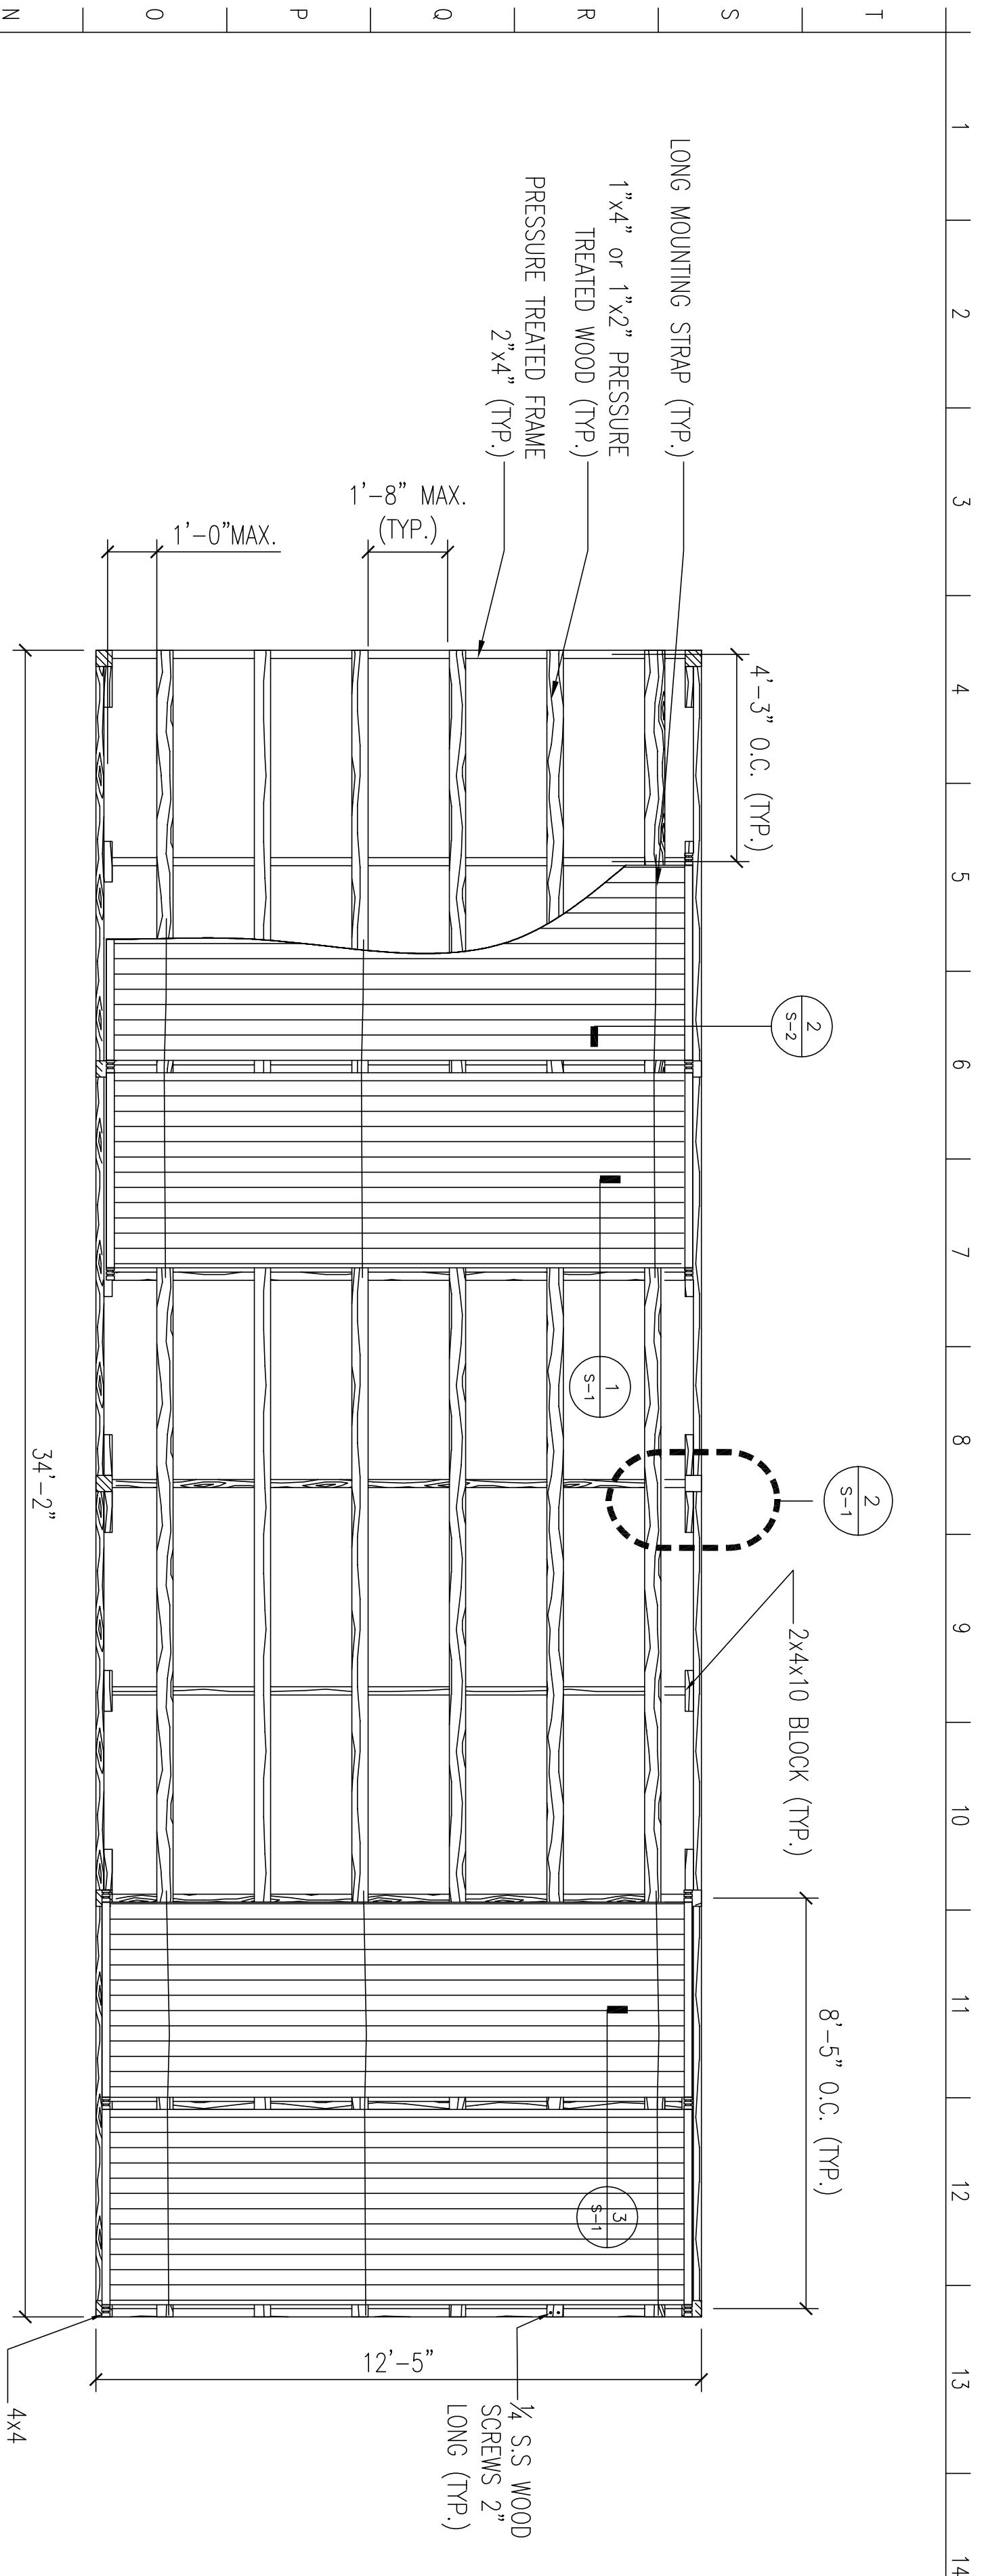 1
2
3
4
5
6
7
8
9
10
11
12
13
14
T
S
R
Q
P
O
N
LONG MOUNTING STRAP (TYP.)
1"x4" or 1"x2" PRESSURE
TREATED WOOD (TYP.)
PRESSURE TREATED FRAME
2"x4" (TYP.)
1'-8" MAX.
(TYP.)
1'-0"MAX.
4'-3" O.C. (TYP.)
2
S-2
1
S-1
2
S-1
2x4x10 BLOCK (TYP.)
8'-5" O.C. (TYP.)
3
S-1
34'-2"
12'-5"
¼ S.S WOOD
SCREWS 2"
LONG (TYP.)
4x4